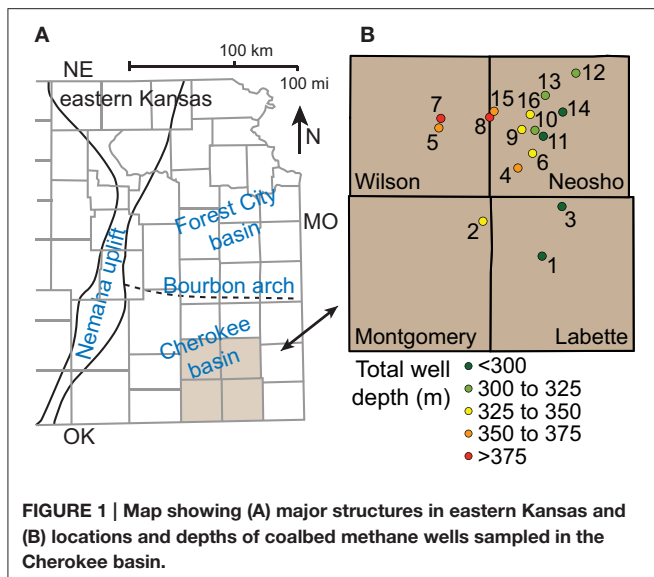 A
100 km
100 mi
NE
eastern Kansas
N
Forest City
basin
MO
Nemaha uplift
Bourbon arch
Cherokee
basin
OK
B
12
13
15
16
14
7
8
10
9
11
5
6
4
Wilson
Neosho
3
2
1
Montgomery
Labette
Total well
depth (m)
<300
300 to 325
325 to 350
350 to 375
>375
FIGURE 1 | Map showing (A) major structures in eastern Kansas and
(B) locations and depths of coalbed methane wells sampled in the
Cherokee basin.